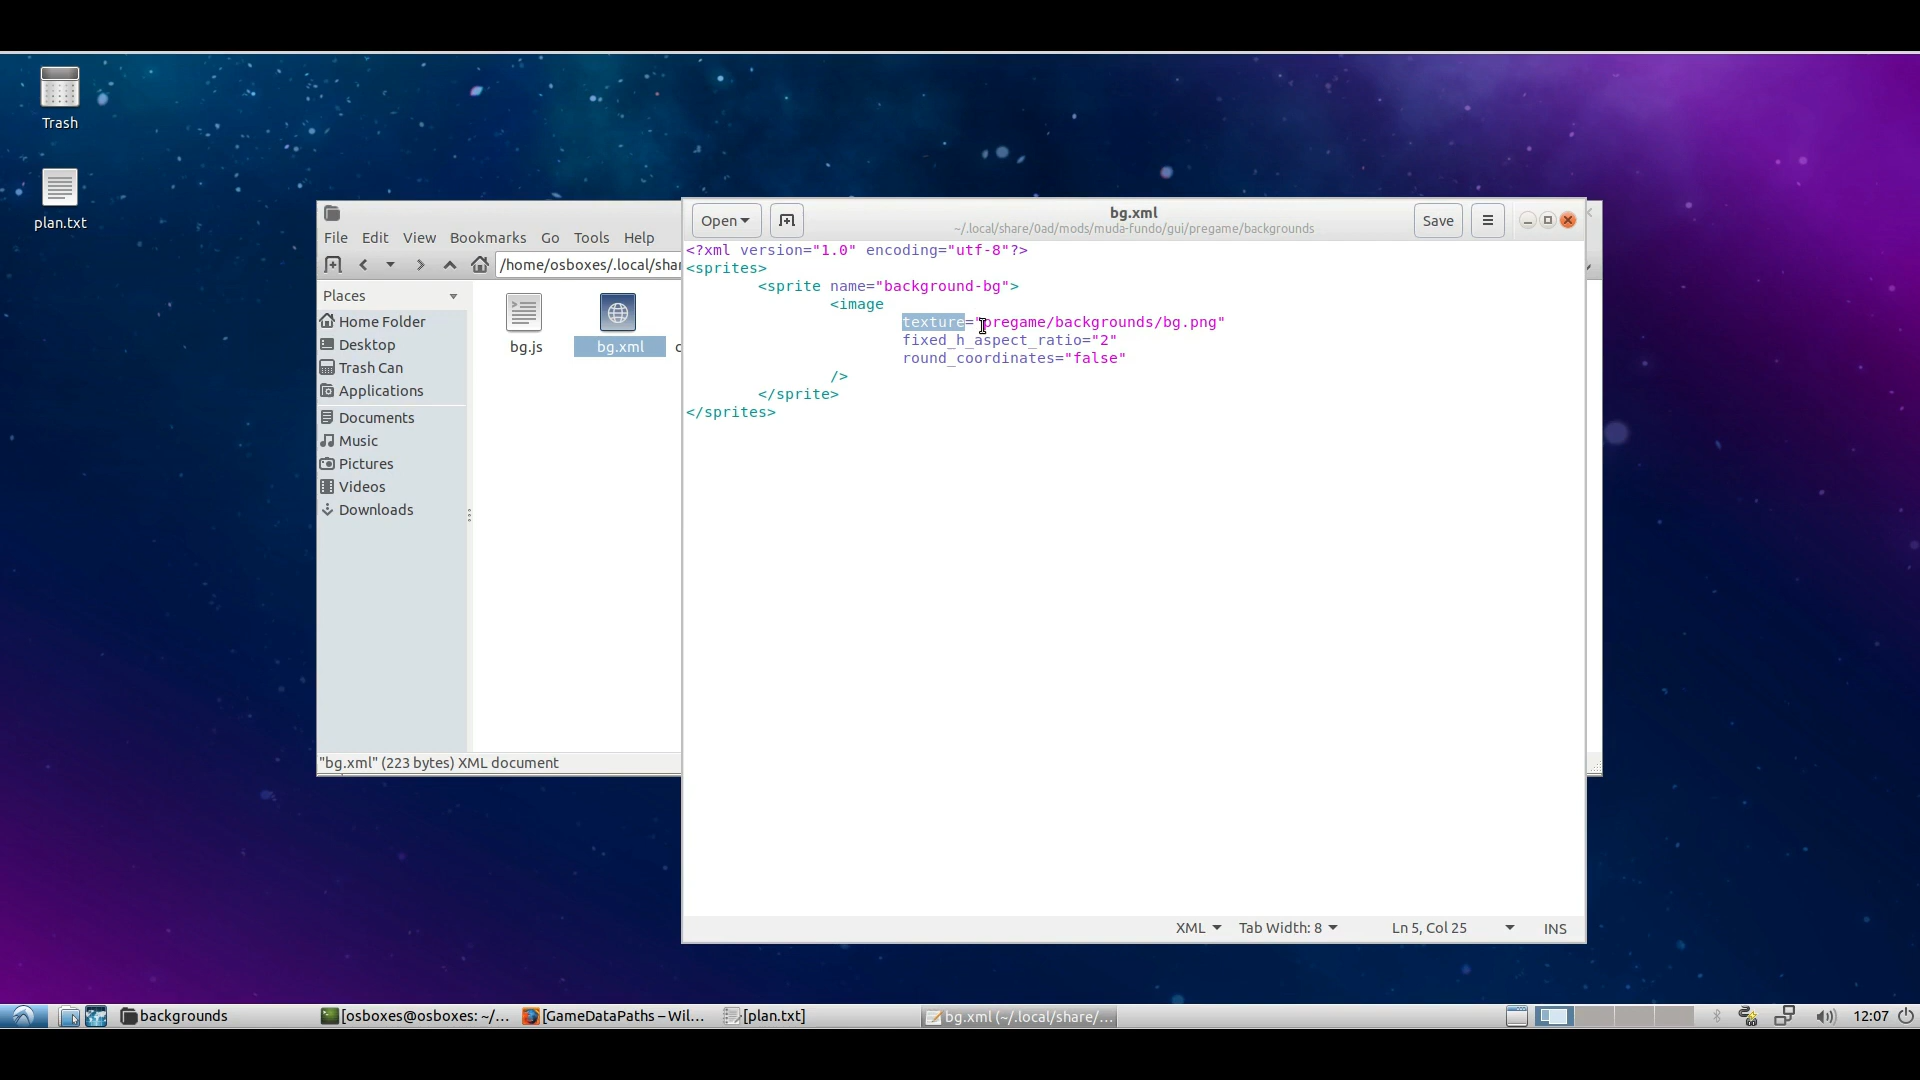 Trash
plan.txt
File Edit View Bookmarks Go Tools Help
/home/osboxes/.local/shar
Places
Home Folder
Desktop
Trash Can
Applications
Documents
Music
Pictures
Videos
Downloads
bg.js
bg.xml
"bg.xml" (223 bytes) XML document
Open
bg.xml
~/.local/share/0ad/mods/muda-fundo/gui/pregame/backgrounds
Save
<?xml version="1.0" encoding="utf-8"?>
<sprites>
<sprite name="background-bg">
<image
texture="pregame/backgrounds/bg.png"
fixed_h_aspect_ratio="2"
round_coordinates="false"
/>
</sprite>
</sprites>
XML Tab Width: 8 Ln 5, Col 25 INS
backgrounds
[osboxes@osboxes: ~/...
[GameDataPaths – Wil...
[plan.txt]
bg.xml (~/.local/share/...
12:07